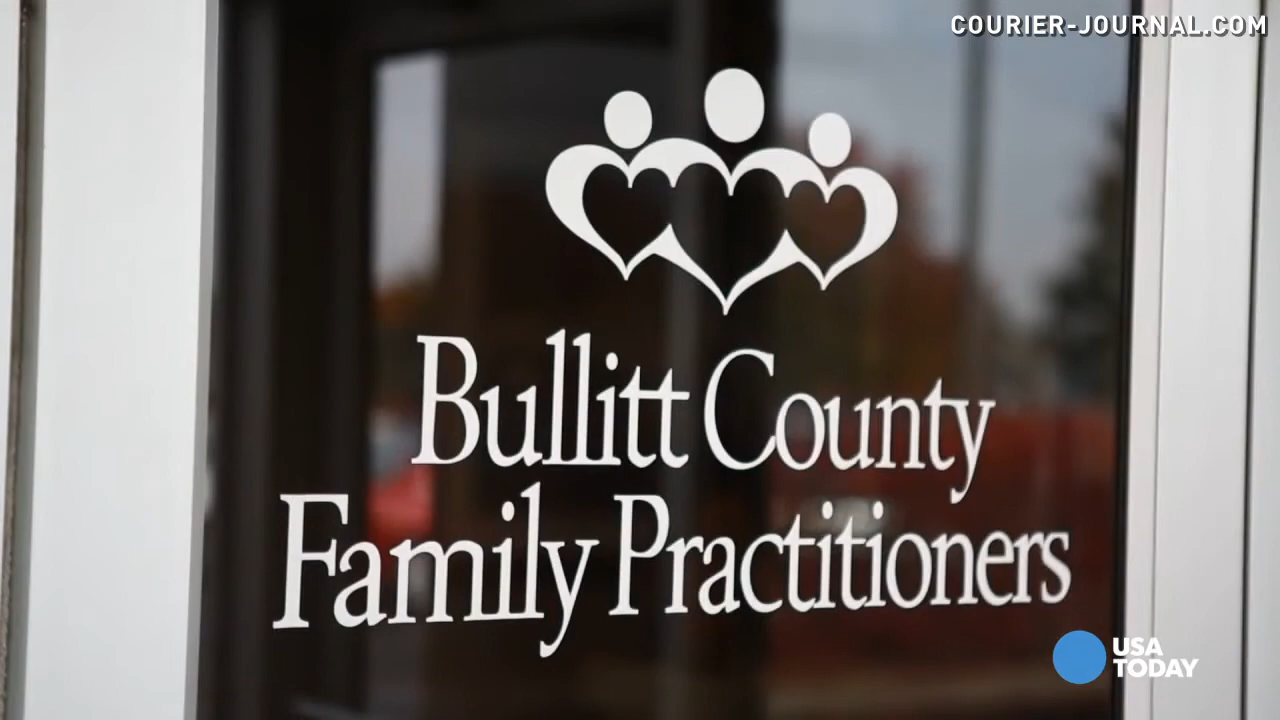 COURIER-JOURNAL.COM
Bullitt County
Family Practitioners
USA
TODAY